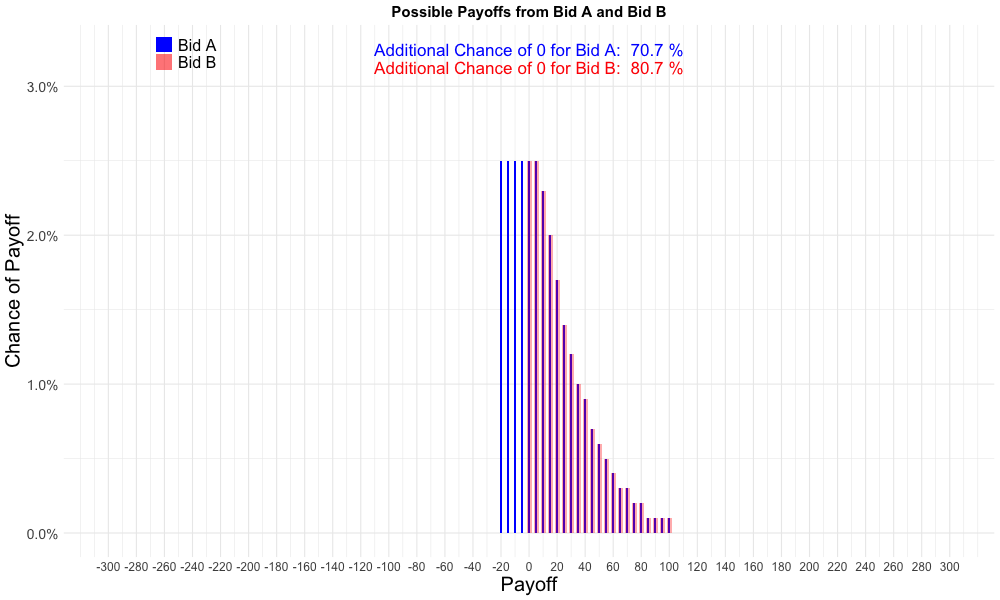 Possible Payoffs from Bid A and Bid B
Bid A
Bid B
Additional Chance of 0 for Bid A: 70.7 %
Additional Chance of 0 for Bid B: 80.7 %
Chance of Payoff
3.0%
2.0%
1.0%
0.0%
-300 -280 -260 -240 -220 -200 -180 -160 -140 -120 -100 -80 -60 -40 -20 0 20 40 60 80 100 120 140 160 180 200 220 240 260 280 300
Payoff